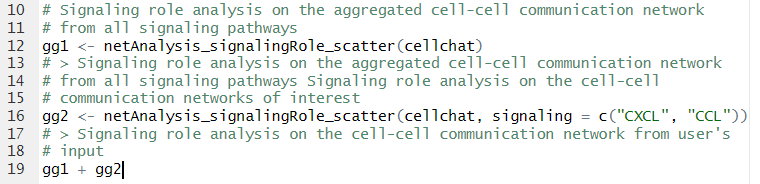 10 # Signaling role analysis on the aggregated cell-cell communication network
11 # from all signaling pathways
12 gg1 <- netAnalysis_signalingRole_scatter(cellchat)
13 # > Signaling role analysis on the aggregated cell-cell communication network
14 # from all signaling pathways Signaling role analysis on the cell-cell
15 # communication networks of interest
16 gg2 <- netAnalysis_signalingRole_scatter(cellchat, signaling = c("CXCL", "CCL"))
17 # > Signaling role analysis on the cell-cell communication network from user's
18 # input
19 gg1 + gg2